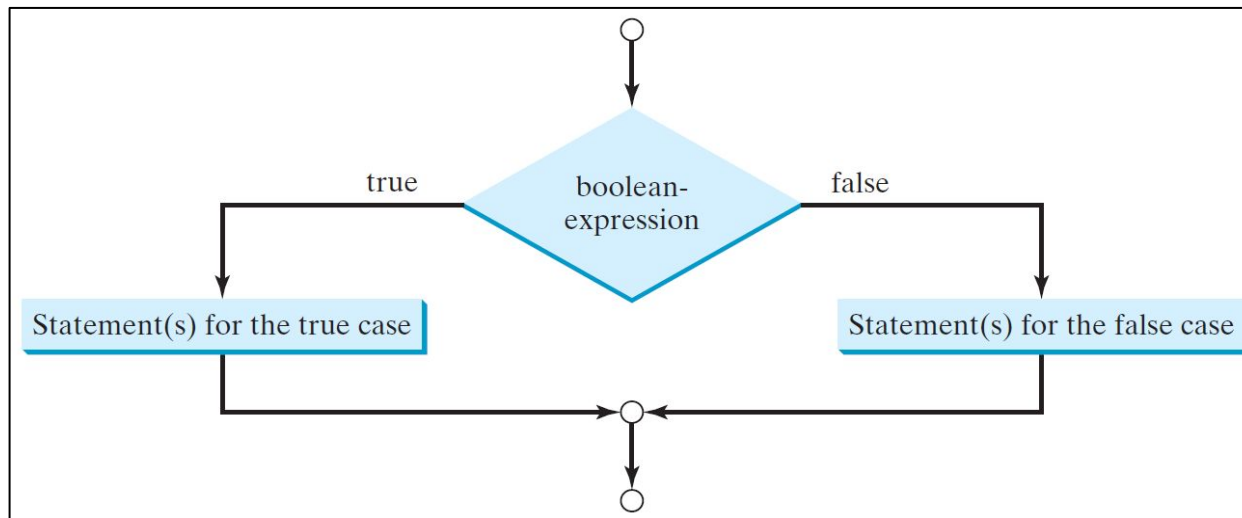 true
boolean-
expression
false
Statement(s) for the true case
Statement(s) for the false case